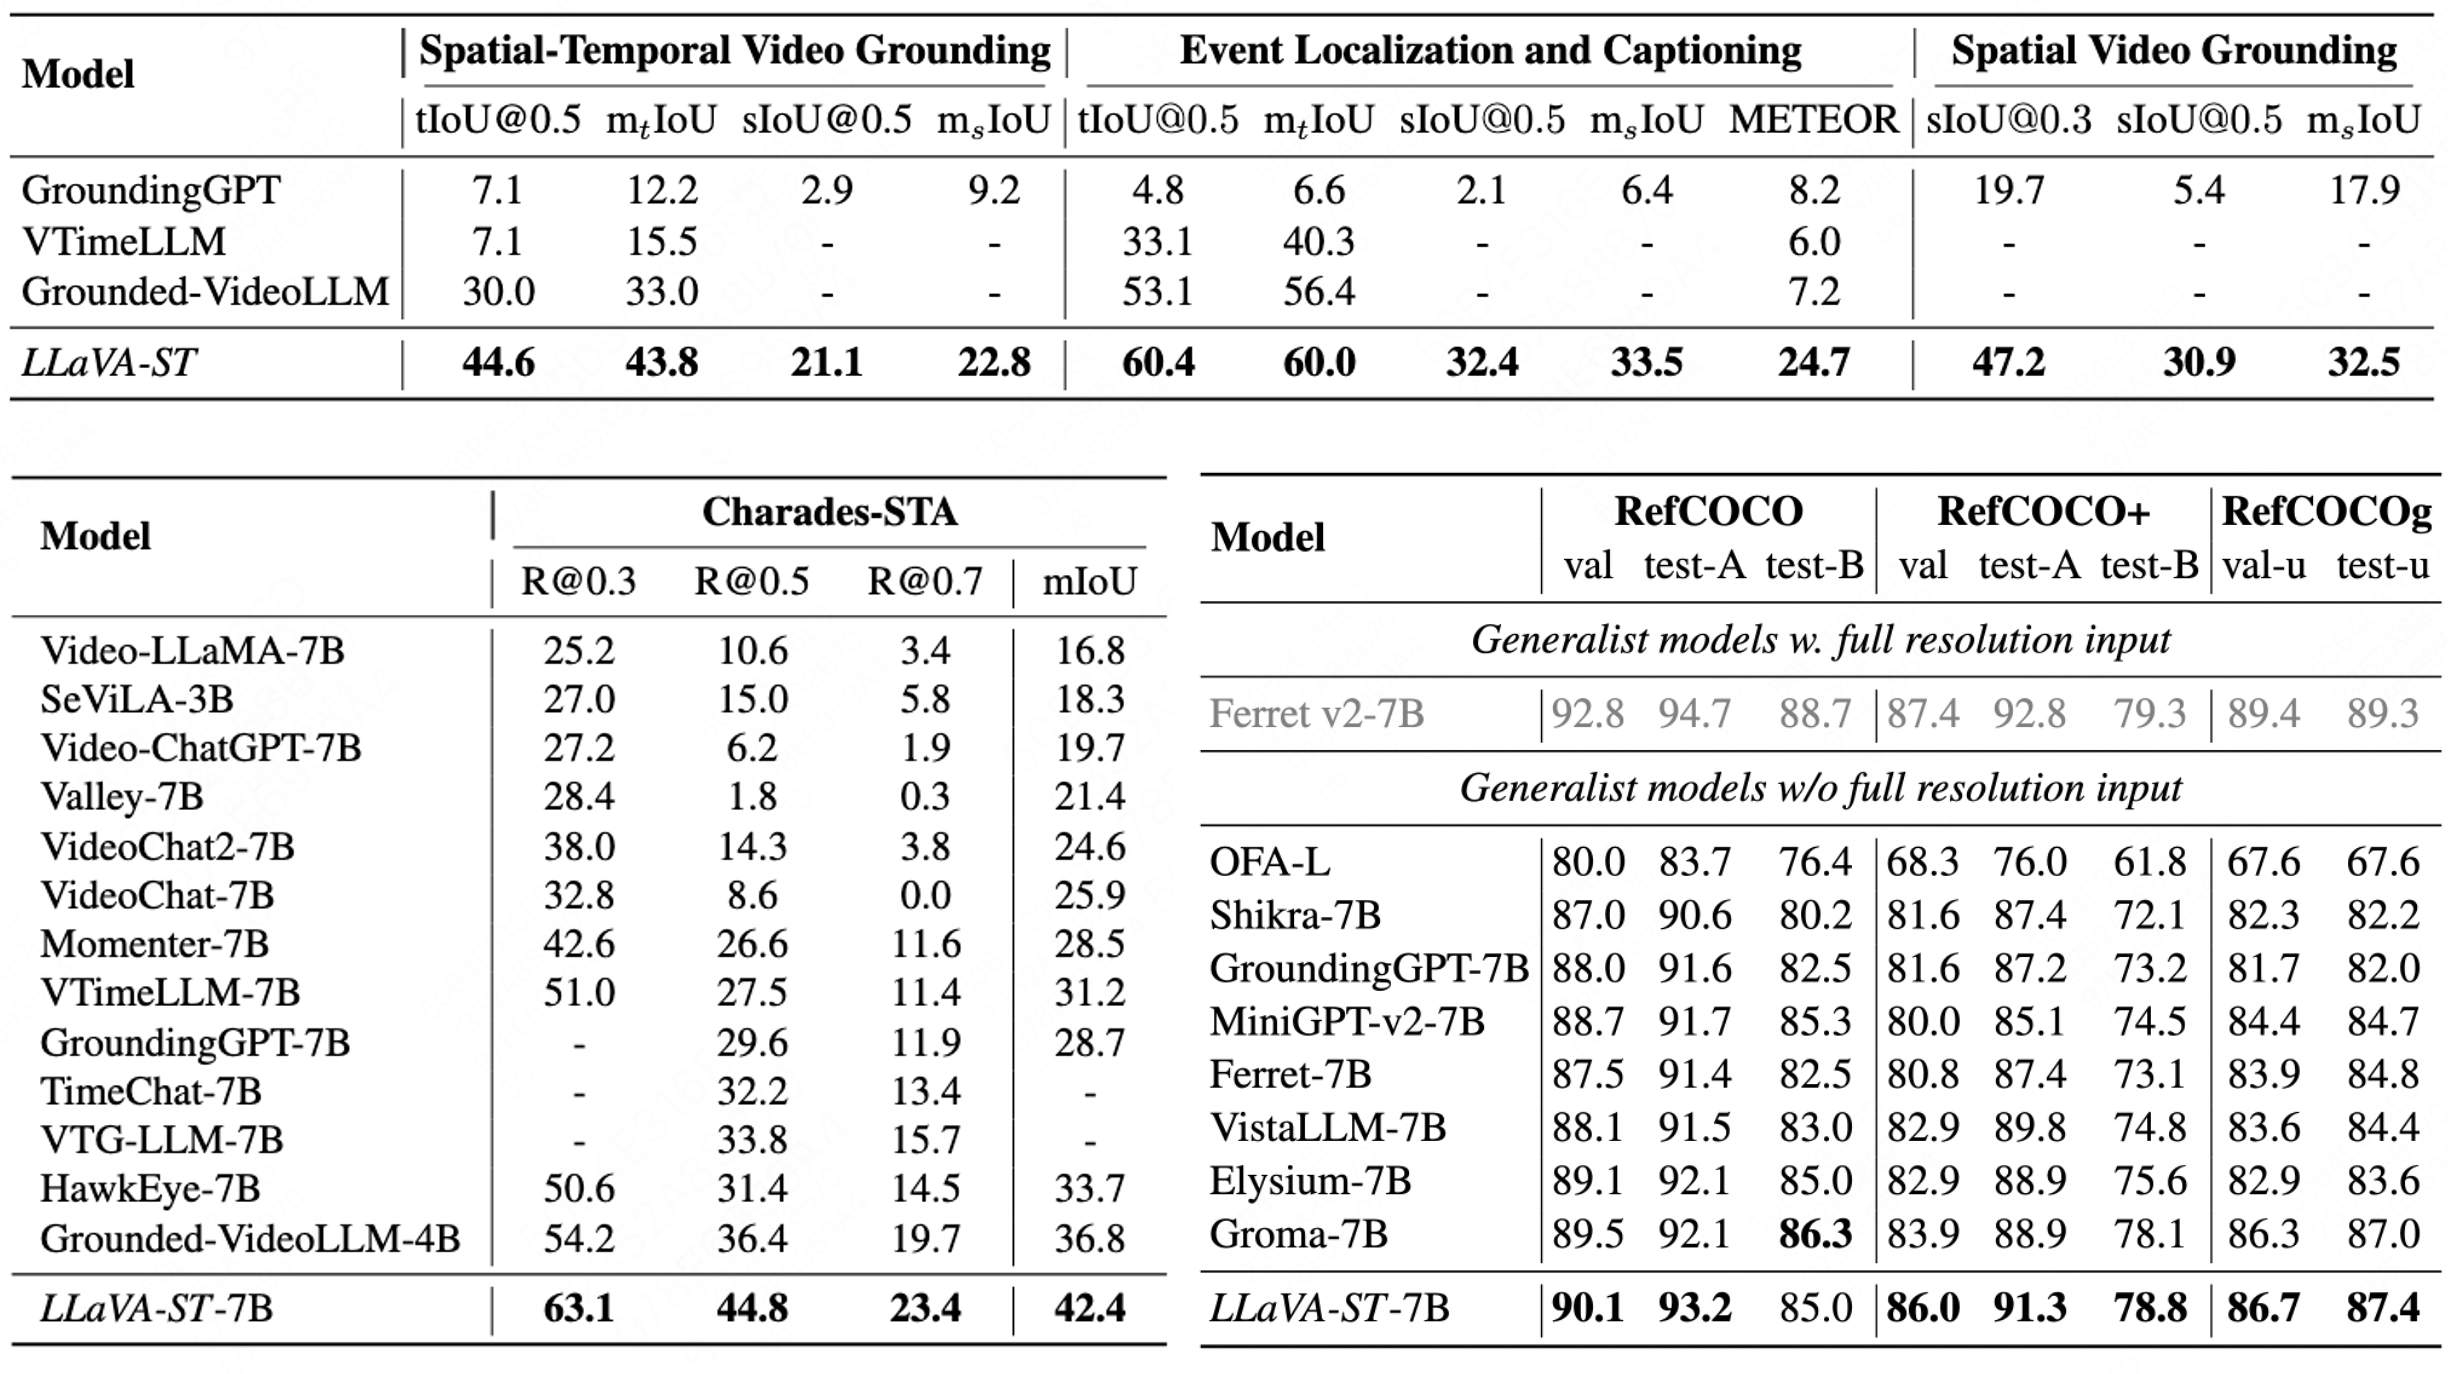 Model | Spatial-Temporal Video Grounding | Event Localization and Captioning | Spatial Video Grounding
tIoU@0.5 mₜIoU sIoU@0.5 mₛIoU | tIoU@0.5 mₜIoU sIoU@0.5 mₛIoU METEOR | sIoU@0.3 sIoU@0.5 mₛIoU
GroundingGPT | 7.1 12.2 2.9 9.2 | 4.8 6.6 2.1 6.4 8.2 | 19.7 5.4 17.9
VTimeLLM | 7.1 15.5 - - | 33.1 40.3 - - 6.0 | - - -
Grounded-VideoLLM | 30.0 33.0 - - | 53.1 56.4 - - 7.2 | - - -
LLaVA-ST | 44.6 43.8 21.1 22.8 | 60.4 60.0 32.4 33.5 24.7 | 47.2 30.9 32.5
Model | Charades-STA
R@0.3 R@0.5 R@0.7 | mIoU
Video-LLaMA-7B | 25.2 10.6 3.4 | 16.8
SeViLA-3B | 27.0 15.0 5.8 | 18.3
Video-ChatGPT-7B | 27.2 6.2 1.9 | 19.7
Valley-7B | 28.4 1.8 0.3 | 21.4
VideoChat2-7B | 38.0 14.3 3.8 | 24.6
VideoChat-7B | 32.8 8.6 0.0 | 25.9
Momenter-7B | 42.6 26.6 11.6 | 28.5
VTimeLLM-7B | 51.0 27.5 11.4 | 31.2
GroundingGPT-7B | - 29.6 11.9 | 28.7
TimeChat-7B | - 32.2 13.4 | -
VTG-LLM-7B | - 33.8 15.7 | -
HawkEye-7B | 50.6 31.4 14.5 | 33.7
Grounded-VideoLLM-4B | 54.2 36.4 19.7 | 36.8
LLaVA-ST-7B | 63.1 44.8 23.4 | 42.4
Model | RefCOCO | RefCOCO+ | RefCOCOg
val test-A test-B | val test-A test-B | val-u test-u
Generalist models w. full resolution input
Ferret v2-7B | 92.8 94.7 88.7 | 87.4 92.8 79.3 | 89.4 89.3
Generalist models w/o full resolution input
OFA-L | 80.0 83.7 76.4 | 68.3 76.0 61.8 | 67.6 67.6
Shikra-7B | 87.0 90.6 80.2 | 81.6 87.4 72.1 | 82.3 82.2
GroundingGPT-7B | 88.0 91.6 82.5 | 81.6 87.2 73.2 | 81.7 82.0
MiniGPT-v2-7B | 88.7 91.7 85.3 | 80.0 85.1 74.5 | 84.4 84.7
Ferret-7B | 87.5 91.4 82.5 | 80.8 87.4 73.1 | 83.9 84.8
VistaLLM-7B | 88.1 91.5 83.0 | 82.9 89.8 74.8 | 83.6 84.4
Elysium-7B | 89.1 92.1 85.0 | 82.9 88.9 75.6 | 82.9 83.6
Groma-7B | 89.5 92.1 86.3 | 83.9 88.9 78.1 | 86.3 87.0
LLaVA-ST-7B | 90.1 93.2 85.0 | 86.0 91.3 78.8 | 86.7 87.4